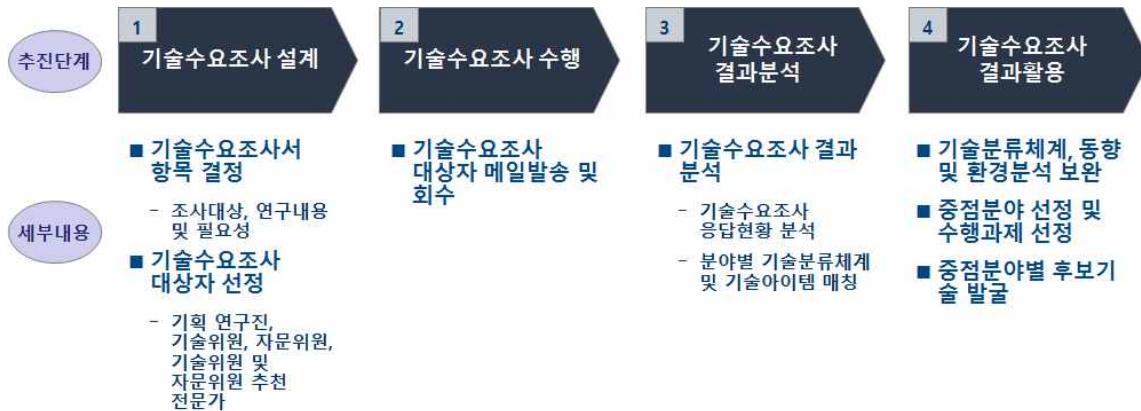 추진단계
1
기술수요조사 설계
2
기술수요조사 수행
3
기술수요조사
결과분석
4
기술수요조사
결과활용
세부내용
■ 기술수요조사서
항목 결정
- 조사대상, 연구내용
및 필요성
■ 기술수요조사
대상자 선정
- 기획 연구진,
기술위원, 자문위원,
기술위원 및
자문위원 추천
전문가
■ 기술수요조사
대상자 메일발송 및
회수
■ 기술수요조사 결과
분석
- 기술수요조사
응답현황 분석
- 분야별 기술분류체계
및 기술아이템 매칭
■ 기술분류체계, 동향
및 환경분석 보완
■ 중점분야 선정 및
수행과제 선정
■ 중점분야별 후보기
술 발굴